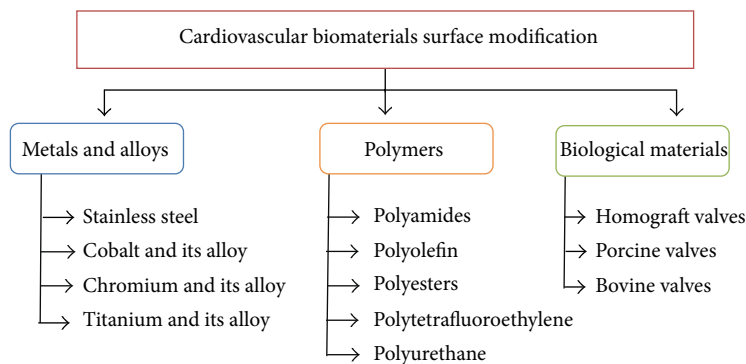 Cardiovascular biomaterials surface modification
Metals and alloys
Stainless steel
Cobalt and its alloy
Chromium and its alloy
Titanium and its alloy
Polymers
Polyamides
Polyolefin
Polyesters
Polytetrafluoroethylene
Polyurethane
Biological materials
Homograft valves
Porcine valves
Bovine valves